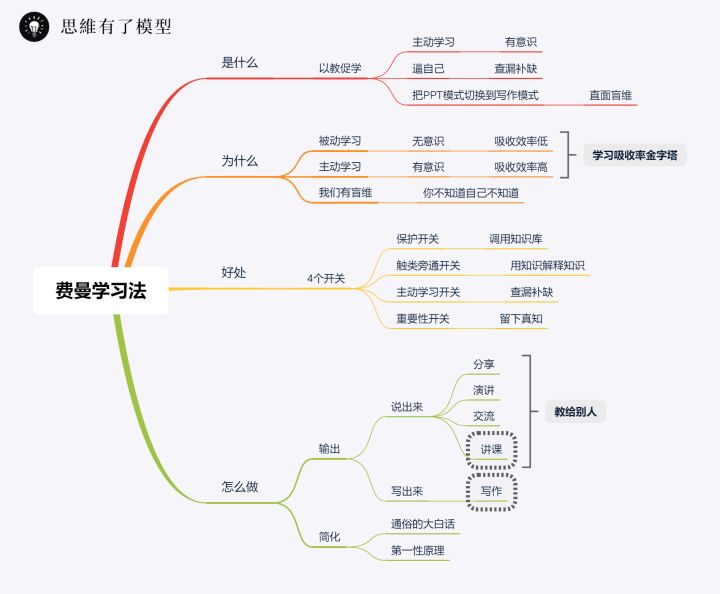 思維有了模型
费曼学习法
是什么
以教促学
主动学习
有意识
逼自己
查漏补缺
把PPT模式切换到写作模式
直面盲维
为什么
被动学习
无意识
吸收效率低
主动学习
有意识
吸收效率高
学习吸收率金字塔
我们有盲维
你不知道自己不知道
好处
4个开关
保护开关
调用知识库
触类旁通开关
用知识解释知识
主动学习开关
查漏补缺
重要性开关
留下真知
怎么做
输出
说出来
分享
演讲
交流
讲课
教给别人
写出来
写作
简化
通俗的大白话
第一性原理